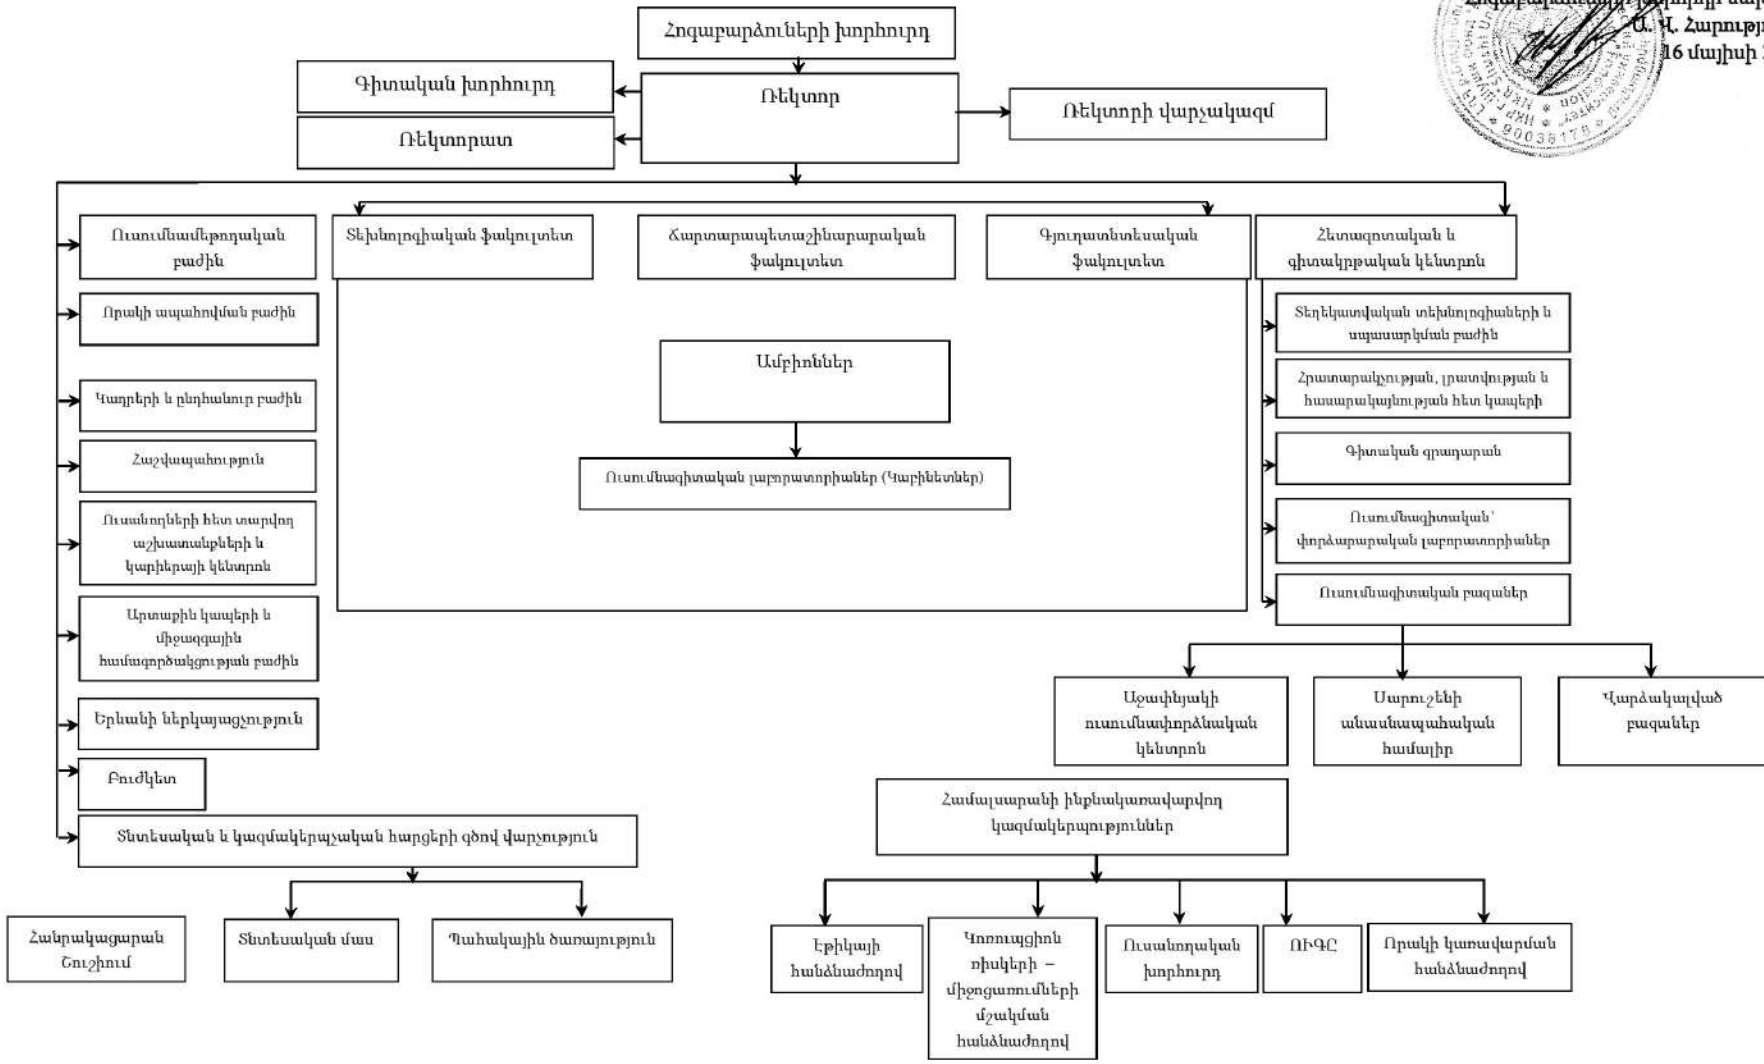 Հոգաբարձուների խորհուրդ
Ա. Վ. Հարությ
16 մայիսի
Գիտական խորհուրդ
Ռեկտոր
Ռեկտորի վարչակազմ
Ռեկտորատ
Ուսումնամեթոդական
բաժին
Տեխնոլոգիական ֆակուլտետ
Ճարտարապետաշինարարական
ֆակուլտետ
Գյուղատնտեսական
ֆակուլտետ
Հետազոտական և
գիտակրթական կենտրոն
Որակի ապահովման բաժին
Կադրերի և ընդհանուր բաժին
Հաշվապահություն
Ուսանողների հետ տարվող
աշխատանքների և
կարիերայի կենտրոն
Արտաքին կապերի և
միջազգային
համագործակցության բաժին
Երևանի ներկայացչություն
Բուժկետ
Տնտեսական և կազմակերպչական հարցերի գծով վարչություն
Հանրակացարան
Շուշիում
Տնտեսական մաս
Պահակային ծառայություն
Ամբիոններ
Ուսումնագիտական լաբորատորիաներ (Կաբինետներ)
Տեղեկատվական տեխնոլոգիաների և
սպասարկման բաժին
Հրատարակչության, լրատվության և
հասարակայնության հետ կապերի
Գիտական գրադարան
Ուսումնագիտական՝
փորձարարական լաբորատորիաներ
Ուսումնագիտական բազաներ
Աջափնյակի
ուսումնափորձնական
կենտրոն
Սարուշենի
անասնապահական
համալիր
Վարձակալված
բազաներ
Համալսարանի ինքնակառավարվող
կազմակերպություններ
Էթիկայի
հանձնաժողով
Կոռուպցիոն
ռիսկերի –
միջոցառումների
մշակման
հանձնաժողով
Ուսանողական
խորհուրդ
ՈՒԳԸ
Որակի կառավարման
հանձնաժողով
90036178